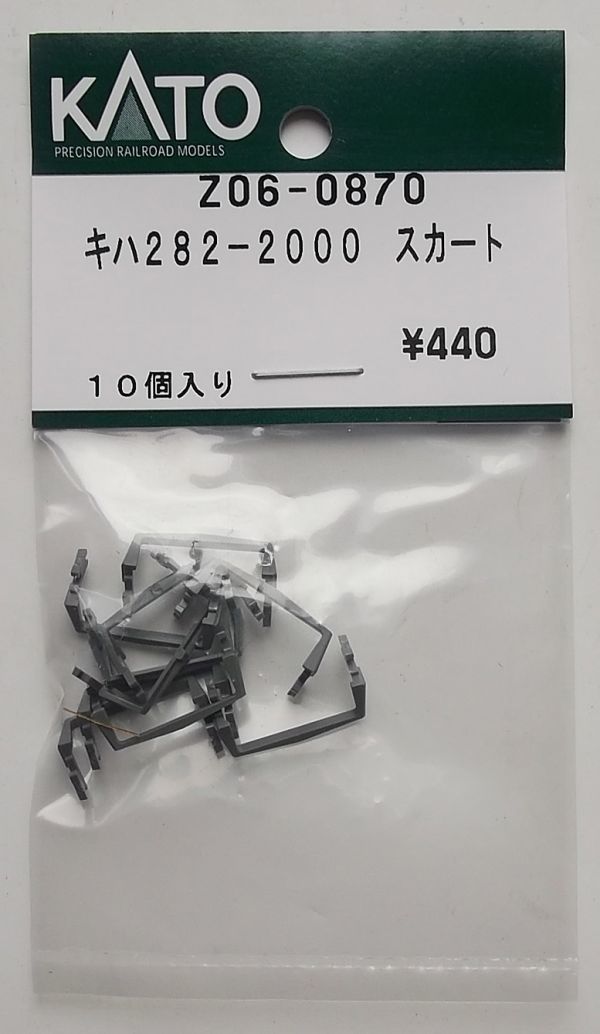 KATO
PRECISION RAILROAD MODELS
Z06-0870
キハ282-2000 スカート
¥440
10個入り